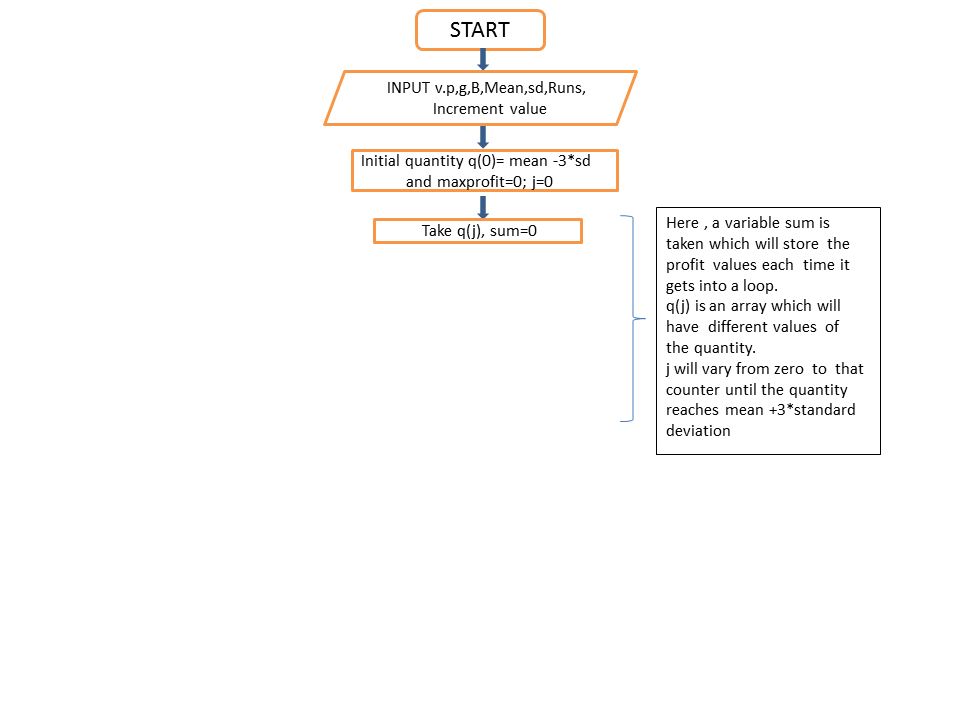 START
INPUT v.p,g,B,Mean,sd,Runs,
Increment value
Initial quantity q(0)= mean -3*sd
and maxprofit=0; j=0
Take q(j), sum=0
Here , a variable sum is
taken which will store the
profit values each time it
gets into a loop.
q(j) is an array which will
have different values of
the quantity.
j will vary from zero to that
counter until the quantity
reaches mean +3*standard
deviation